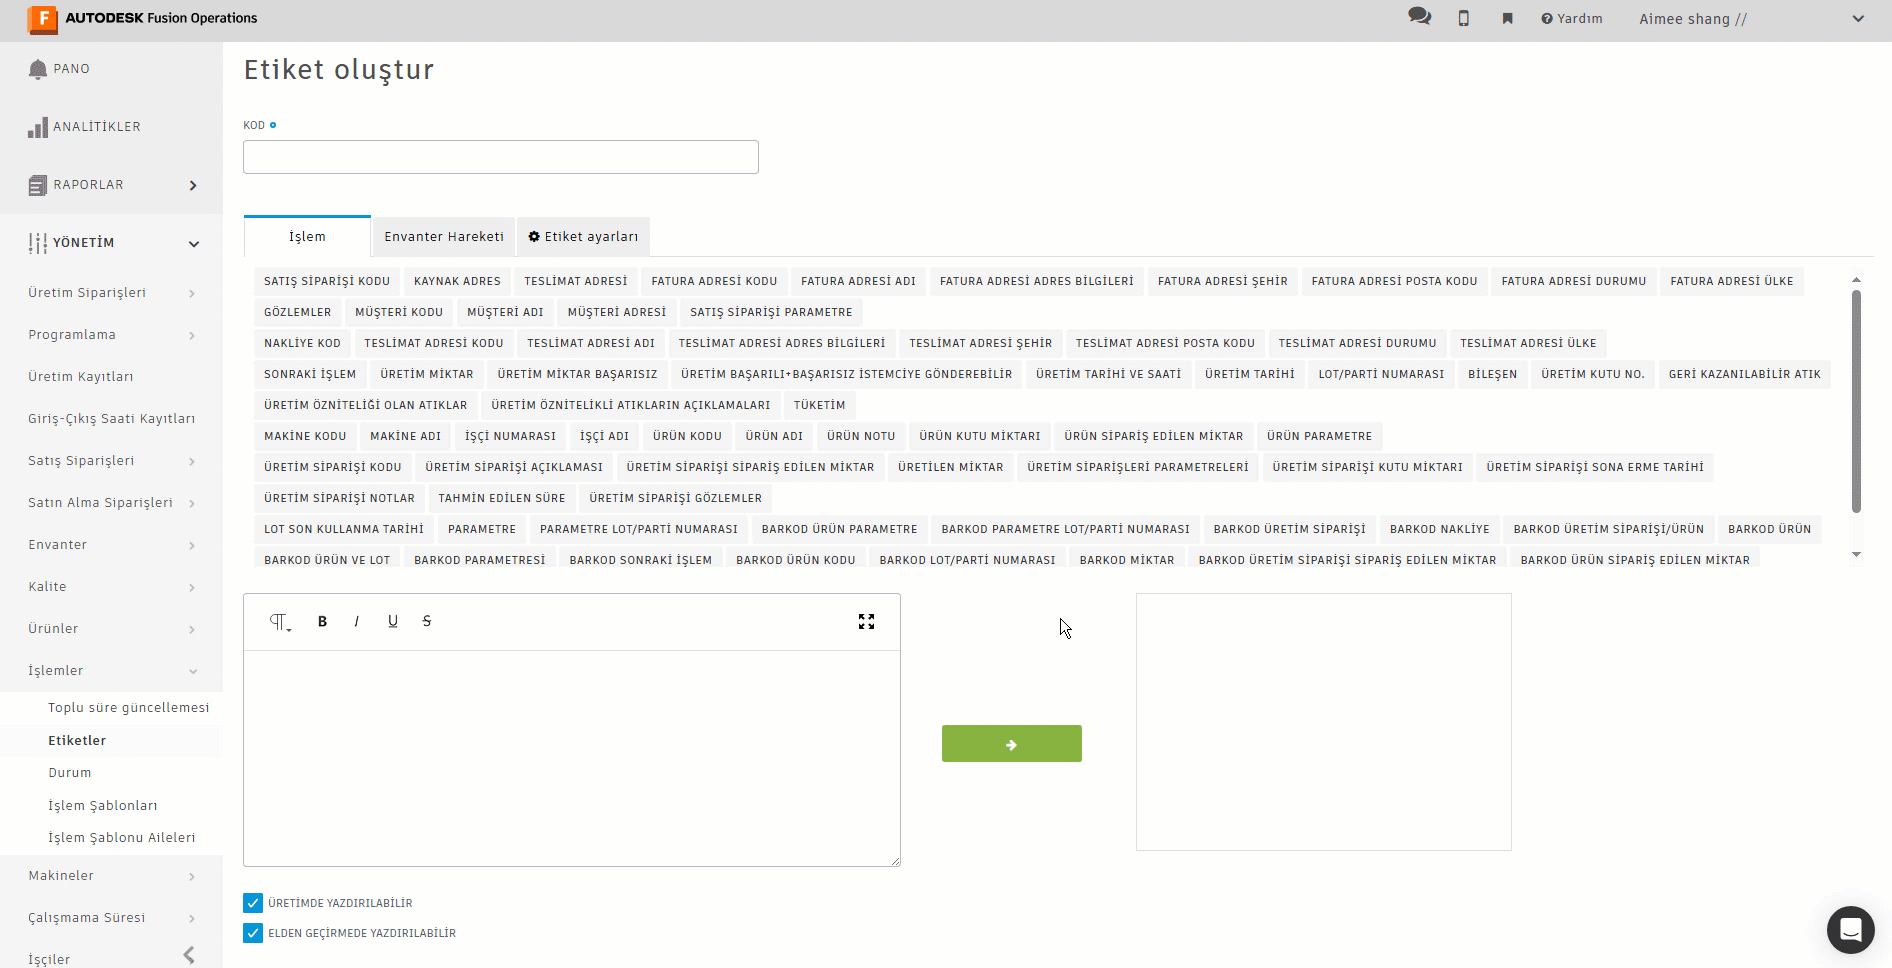 F AUTODESK Fusion Operations
Yardım
Aimee shang //
PANO
ANALİTİKLER
RAPORLAR
YÖNETİM
Üretim Siparişleri
Programlama
Üretim Kayıtları
Giriş-Çıkış Saati Kayıtları
Satış Siparişleri
Satın Alma Siparişleri
Envanter
Kalite
Ürünler
İşlemler
Toplu süre güncellemesi
Etiketler
Durum
İşlem Şablonları
İşlem Şablonu Aileleri
Makineler
Çalışmama Süresi
İşçiler
Etiket oluştur
KOD
İşlem Envanter Hareketi Etiket ayarları
SATIŞ SİPARİŞİ KODU KAYNAK ADRES TESLİMAT ADRESİ FATURA ADRESİ KODU FATURA ADRESİ ADI FATURA ADRESİ ADRES BİLGİLERİ FATURA ADRESİ ŞEHİR FATURA ADRESİ POSTA KODU FATURA ADRESİ DURUMU FATURA ADRESİ ÜLKE
GÖZLEMLER MÜŞTERİ KODU MÜŞTERİ ADI MÜŞTERİ ADRESİ SATIŞ SİPARİŞİ PARAMETRE
NAKLİYE KOD TESLİMAT ADRESİ KODU TESLİMAT ADRESİ ADI TESLİMAT ADRESİ ADRES BİLGİLERİ TESLİMAT ADRESİ ŞEHİR TESLİMAT ADRESİ POSTA KODU TESLİMAT ADRESİ DURUMU TESLİMAT ADRESİ ÜLKE
SONRAKİ İŞLEM ÜRETİM MİKTAR ÜRETİM MİKTAR BAŞARISIZ ÜRETİM BAŞARILI+BAŞARISIZ İSTEMCİYE GÖNDEREBİLİR ÜRETİM TARİHİ VE SAATİ ÜRETİM TARİHİ LOT/PARTİ NUMARASI BİLEŞEN ÜRETİM KUTU NO. GERİ KAZANILABİLİR ATIK
ÜRETİM ÖZNİTELİĞİ OLAN ATIKLAR ÜRETİM ÖZNİTELİKLİ ATIKLARIN AÇIKLAMALARI TÜKETİM
MAKİNE KODU MAKİNE ADI İŞÇİ NUMARASI İŞÇİ ADI ÜRÜN KODU ÜRÜN ADI ÜRÜN NOTU ÜRÜN KUTU MİKTARI ÜRÜN SİPARİŞ EDİLEN MİKTAR ÜRÜN PARAMETRE
ÜRETİM SİPARİŞİ KODU ÜRETİM SİPARİŞİ AÇIKLAMASI ÜRETİM SİPARİŞİ SİPARİŞ EDİLEN MİKTAR ÜRETİLEN MİKTAR ÜRETİM SİPARİŞLERİ PARAMETRELERİ ÜRETİM SİPARİŞİ KUTU MİKTARI ÜRETİM SİPARİŞİ SONA ERME TARİHİ
ÜRETİM SİPARİŞİ NOTLAR TAHMİN EDİLEN SÜRE ÜRETİM SİPARİŞİ GÖZLEMLER
LOT SON KULLANMA TARİHİ PARAMETRE PARAMETRE LOT/PARTİ NUMARASI BARKOD ÜRÜN PARAMETRE BARKOD PARAMETRE LOT/PARTİ NUMARASI BARKOD ÜRETİM SİPARİŞİ BARKOD NAKLİYE BARKOD ÜRETİM SİPARİŞİ/ÜRÜN BARKOD ÜRÜN
BARKOD ÜRÜN VE LOT BARKOD PARAMETRESİ BARKOD SONRAKİ İŞLEM BARKOD ÜRÜN KODU BARKOD LOT/PARTİ NUMARASI BARKOD MİKTAR BARKOD ÜRETİM SİPARİŞİ SİPARİŞ EDİLEN MİKTAR BARKOD ÜRÜN SİPARİŞ EDİLEN MİKTAR
B I U S
ÜRETİMDE YAZDIRILABİLİR
ELDEN GEÇİRMEDE YAZDIRILABİLİR